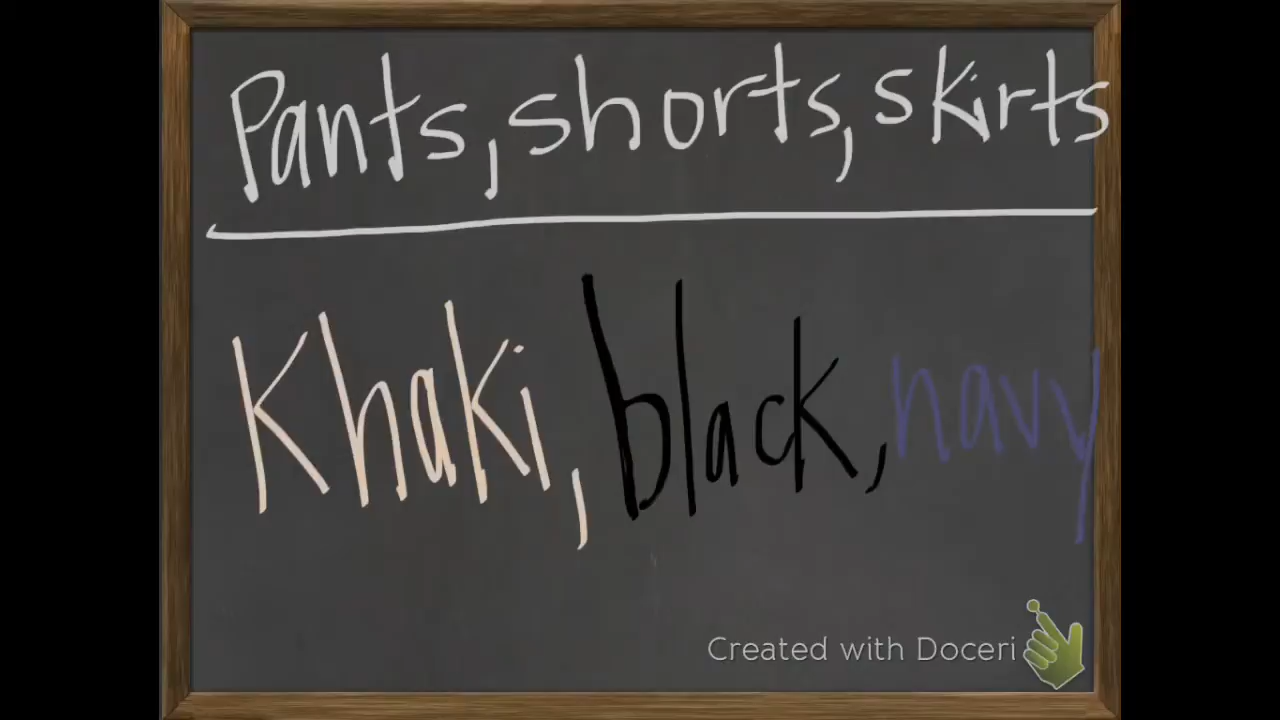 Pants, shorts, skirts
Khaki, black, navy
Created with Doceri